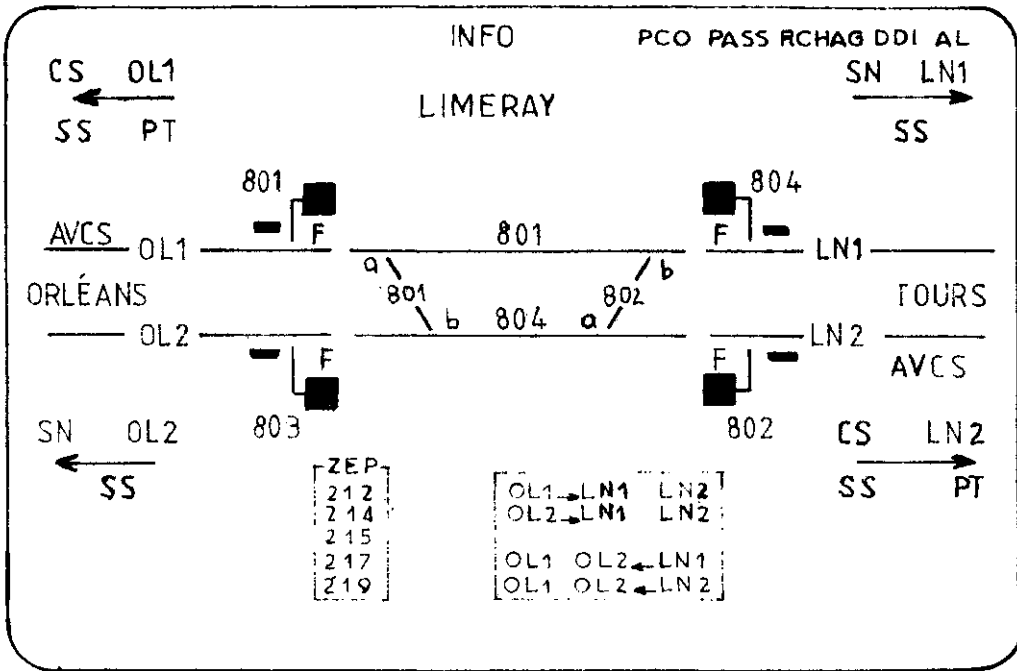 INFO PCO PASS RCHAG DDI AL
CS OL1 SN LN1
LIMERAY
SS PT SS
801 804
AVCS OL1 F 801 F LN1
a b
ORLÉANS 801 802 TOURS
b 804 a
OL2 F F LN2
AVCS
SN OL2 803 802 CS LN2
SS SS PT
ZEP
212 OL1→LN1 LN2
214 OL2→LN1 LN2
215
217 OL1 OL2←LN1
219 OL1 OL2←LN2